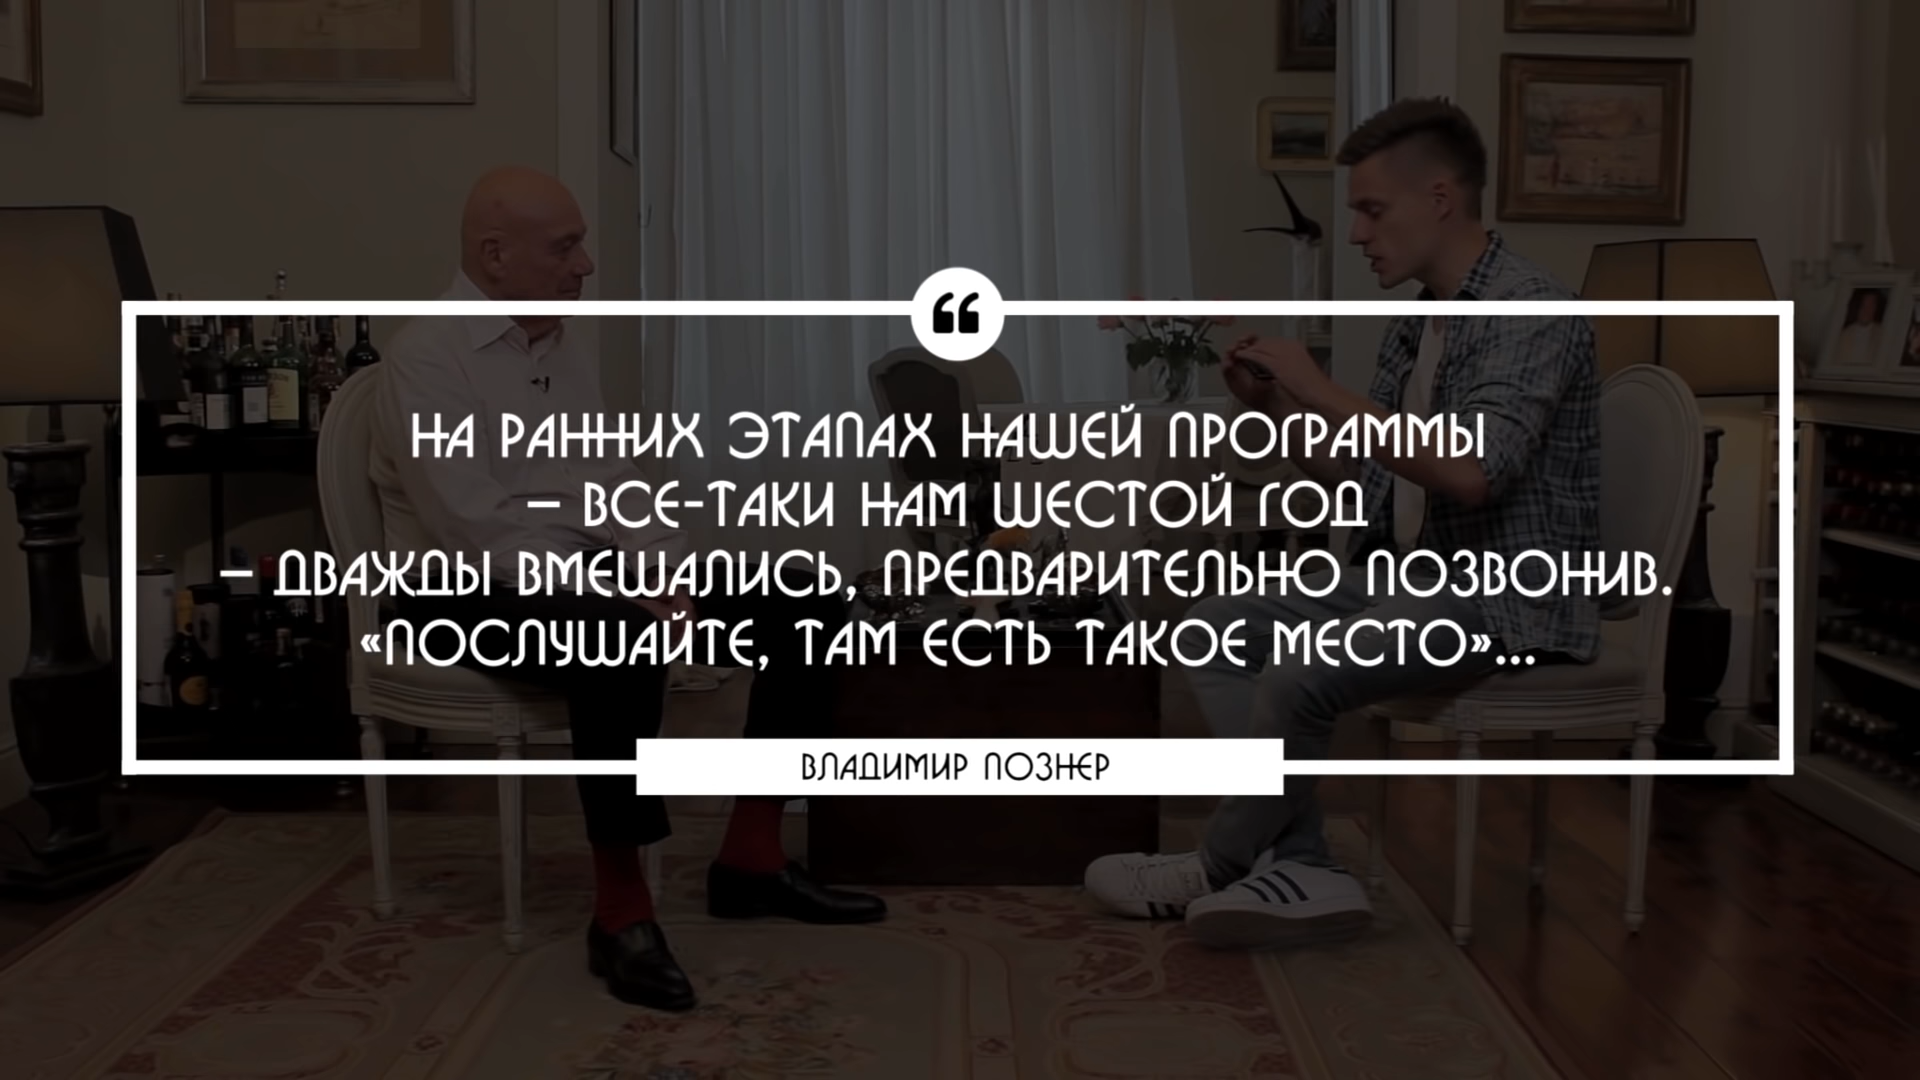 “
НА РАННИХ ЭТАПАХ НАШЕЙ ПРОГРАММЫ
– ВСЕ-ТАКИ НАМ ШЕСТОЙ ГОД
– ДВАЖДЫ ВМЕШАЛИСЬ, ПРЕДВАРИТЕЛЬНО ПОЗВОНИВ.
«ПОСЛУШАЙТЕ, ТАМ ЕСТЬ ТАКОЕ МЕСТО»...
ВЛАДИМИР ПОЗНЕР